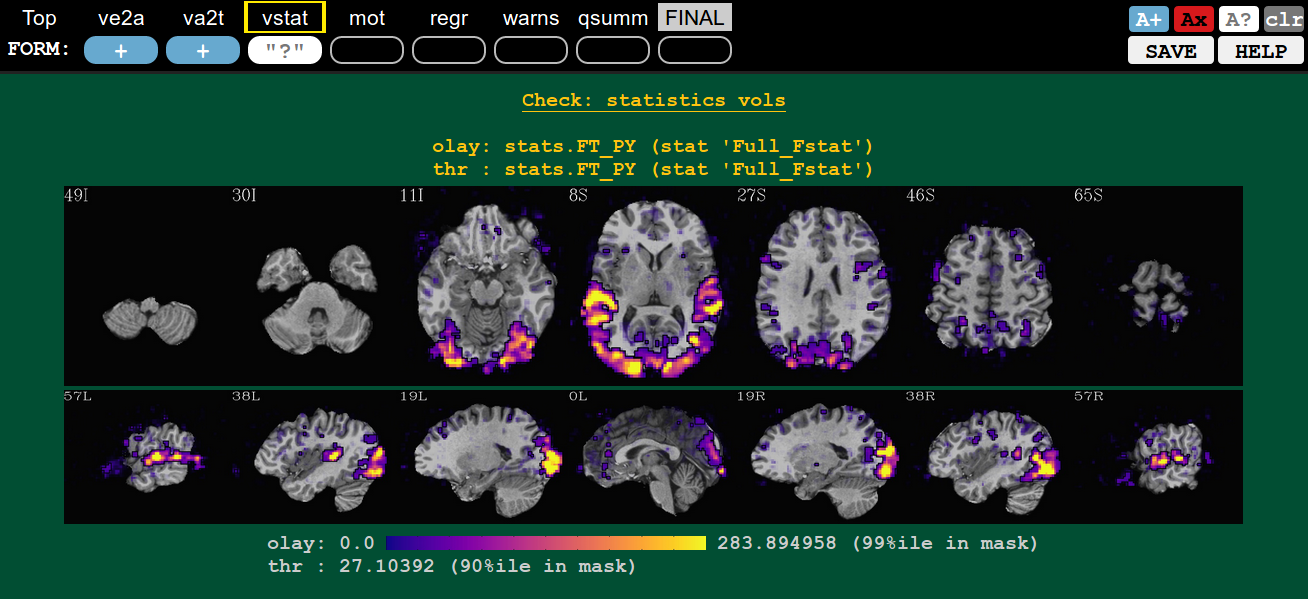 Top ve2a va2t vstat mot regr warns qsumm FINAL A+ Ax A? clr
FORM: + + "?" SAVE HELP
Check: statistics vols
olay: stats.FT_PY (stat 'Full_Fstat')
thr : stats.FT_PY (stat 'Full_Fstat')
49I 30I 11I 8S 27S 46S 65S
57L 38L 19L 0L 19R 38R 57R
olay: 0.0 283.894958 (99%ile in mask)
thr : 27.10392 (90%ile in mask)